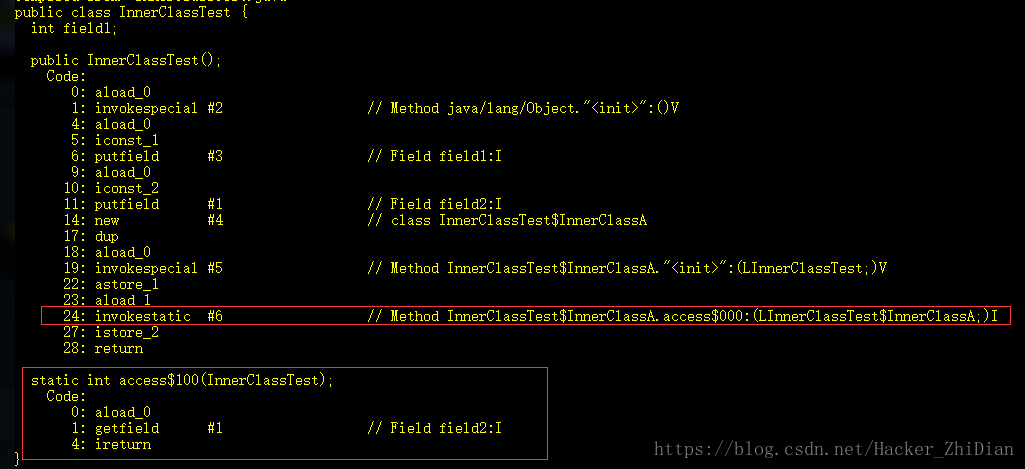 public class InnerClassTest {
  int field1;

  public InnerClassTest();
    Code:
       0: aload_0
       1: invokespecial #2                  // Method java/lang/Object."<init>":()V
       4: aload_0
       5: iconst_1
       6: putfield      #3                  // Field field1:I
       9: aload_0
      10: iconst_2
      11: putfield      #1                  // Field field2:I
      14: new           #4                  // class InnerClassTest$InnerClassA
      17: dup
      18: aload_0
      19: invokespecial #5                  // Method InnerClassTest$InnerClassA."<init>":(LInnerClassTest;)V
      22: astore_1
      23: aload_1
      24: invokestatic  #6                  // Method InnerClassTest$InnerClassA.access$000:(LInnerClassTest$InnerClassA;)I
      27: istore_2
      28: return

  static int access$100(InnerClassTest);
    Code:
       0: aload_0
       1: getfield      #1                  // Field field2:I
       4: ireturn
}
https://blog.csdn.net/Hacker_ZhiDian